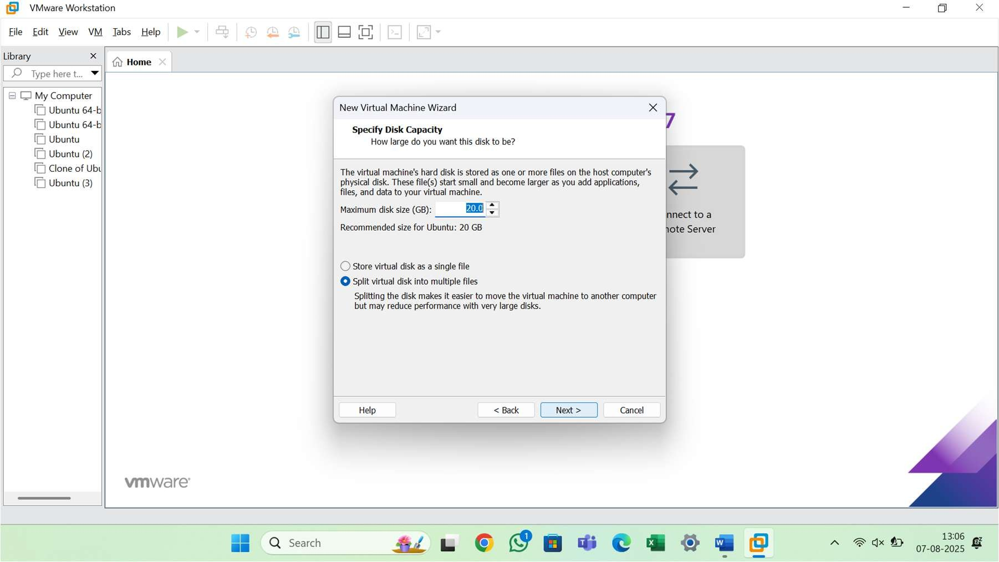 VMware Workstation
File Edit View VM Tabs Help
Library
Home
Type here t...
My Computer
Ubuntu 64-b
Ubuntu 64-b
Ubuntu
Ubuntu (2)
Clone of Ubu
Ubuntu (3)
7
nnect to a
note Server
New Virtual Machine Wizard
Specify Disk Capacity
How large do you want this disk to be?
The virtual machine's hard disk is stored as one or more files on the host computer's
physical disk. These file(s) start small and become larger as you add applications,
files, and data to your virtual machine.
Maximum disk size (GB): 20.0
Recommended size for Ubuntu: 20 GB
Store virtual disk as a single file
Split virtual disk into multiple files
Splitting the disk makes it easier to move the virtual machine to another computer
but may reduce performance with very large disks.
Help < Back Next > Cancel
vmware
Search
1
13:06
07-08-2025